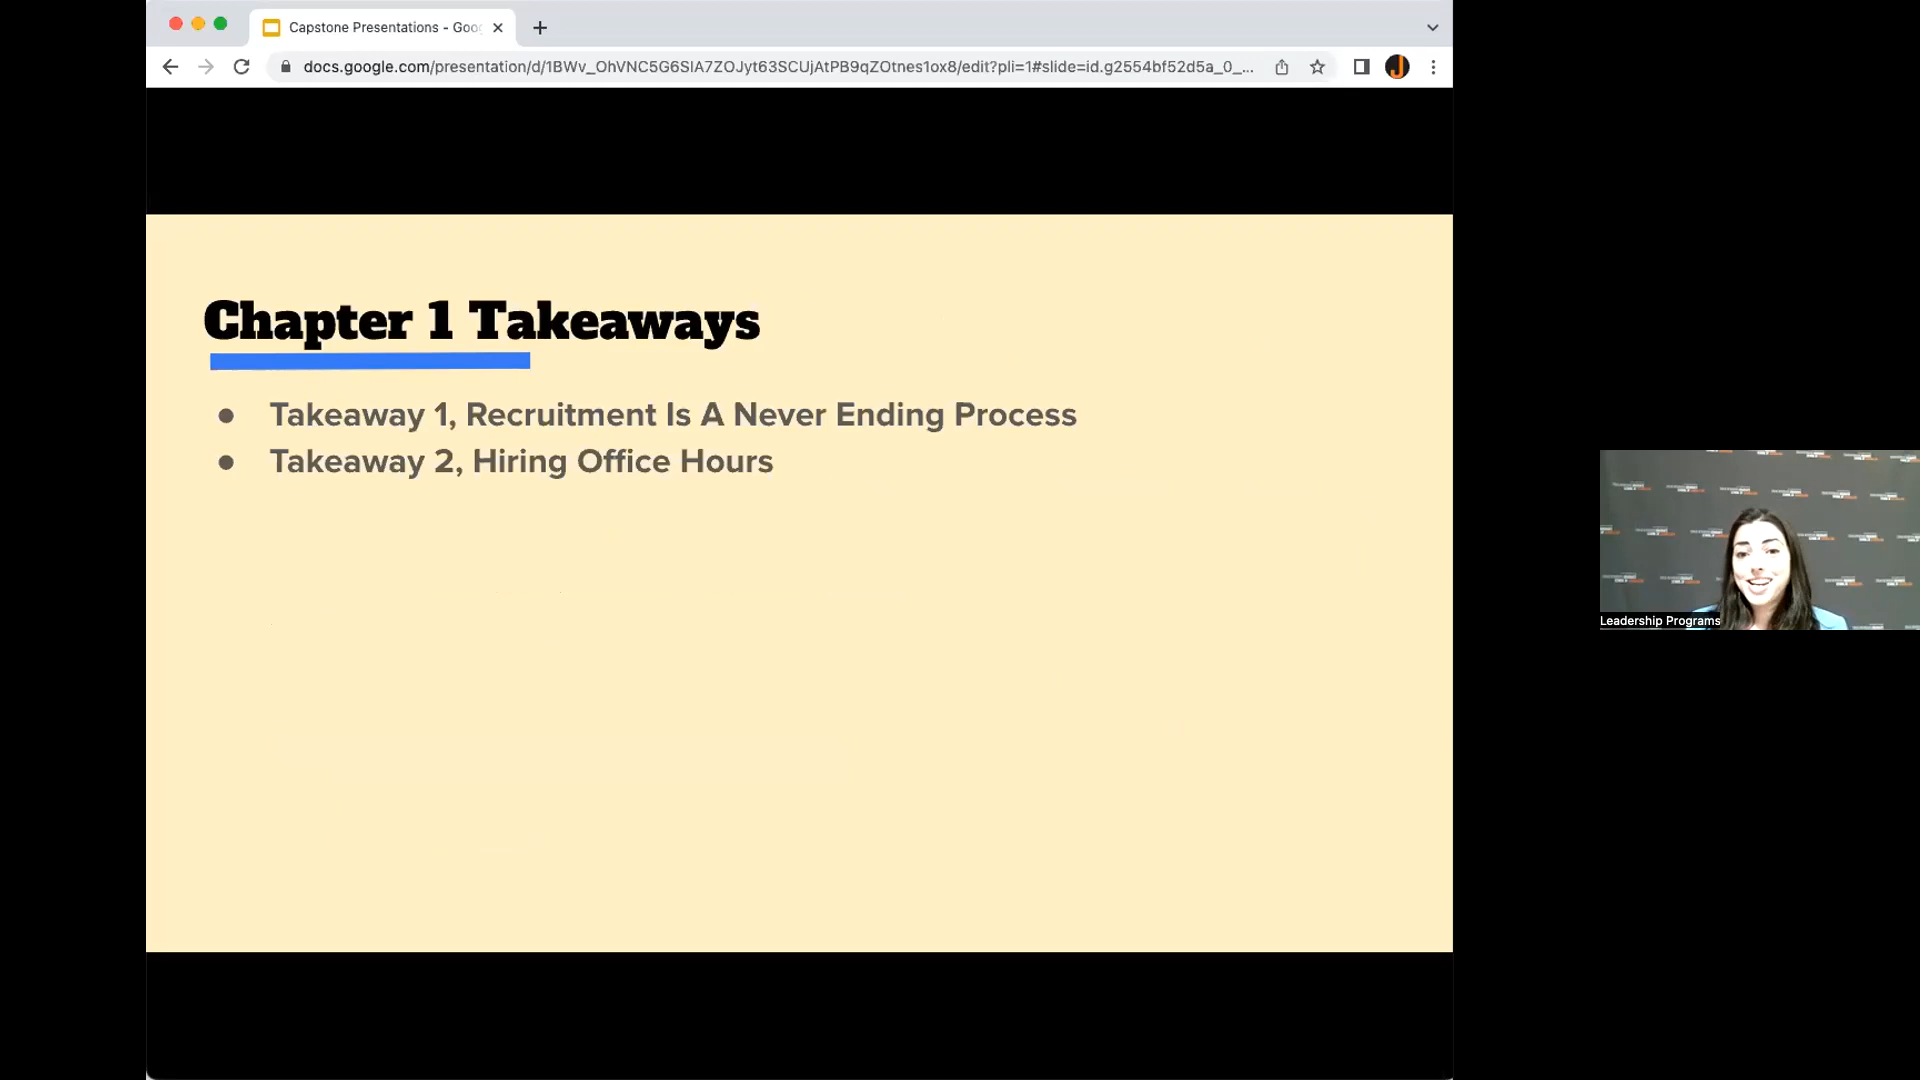 Capstone Presentations - Goo
docs.google.com/presentation/d/1BWv_OhVNC5G6SlA7ZOJyt63SCUjAtPB9qZOtnes1ox8/edit?pli=1#slide=id.g2554bf52d5a_0_...
Chapter 1 Takeaways
● Takeaway 1, Recruitment Is A Never Ending Process
● Takeaway 2, Hiring Office Hours
Leadership Programs